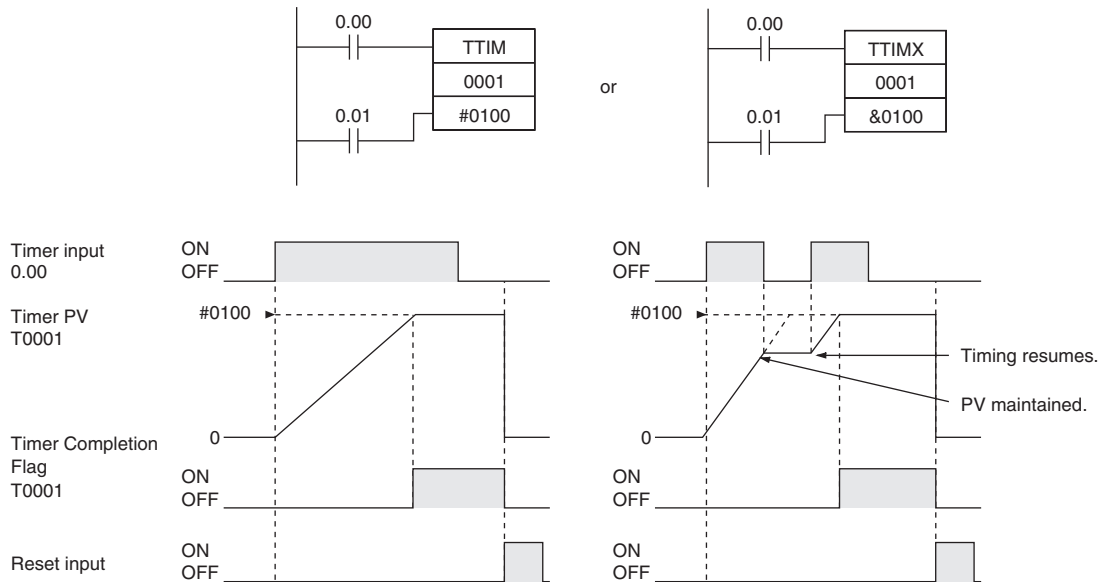 0.00
TTIM
0001
#0100
0.01
or
0.00
TTIMX
0001
&0100
0.01
Timer input
0.00
ON
OFF
ON
OFF
Timer PV
T0001
#0100
#0100
Timing resumes.
PV maintained.
0
0
Timer Completion
Flag
T0001
ON
OFF
ON
OFF
Reset input
ON
OFF
ON
OFF